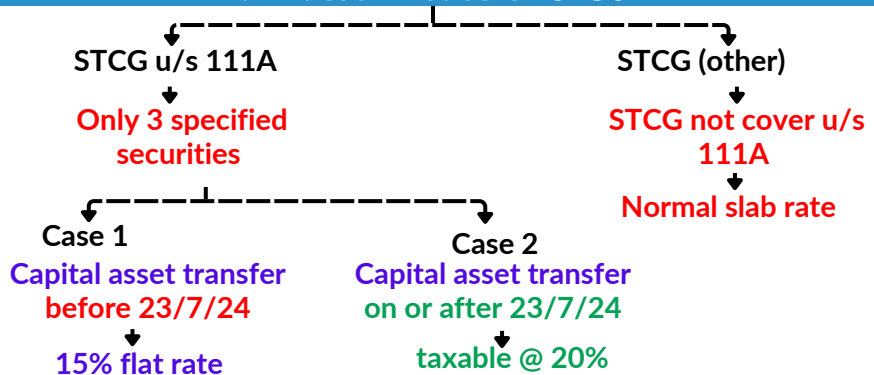 STCG u/s 111A
STCG (other)
Only 3 specified
securities
STCG not cover u/s
111A
Normal slab rate
Case 1
Capital asset transfer
before 23/7/24
15% flat rate
Case 2
Capital asset transfer
on or after 23/7/24
taxable @ 20%